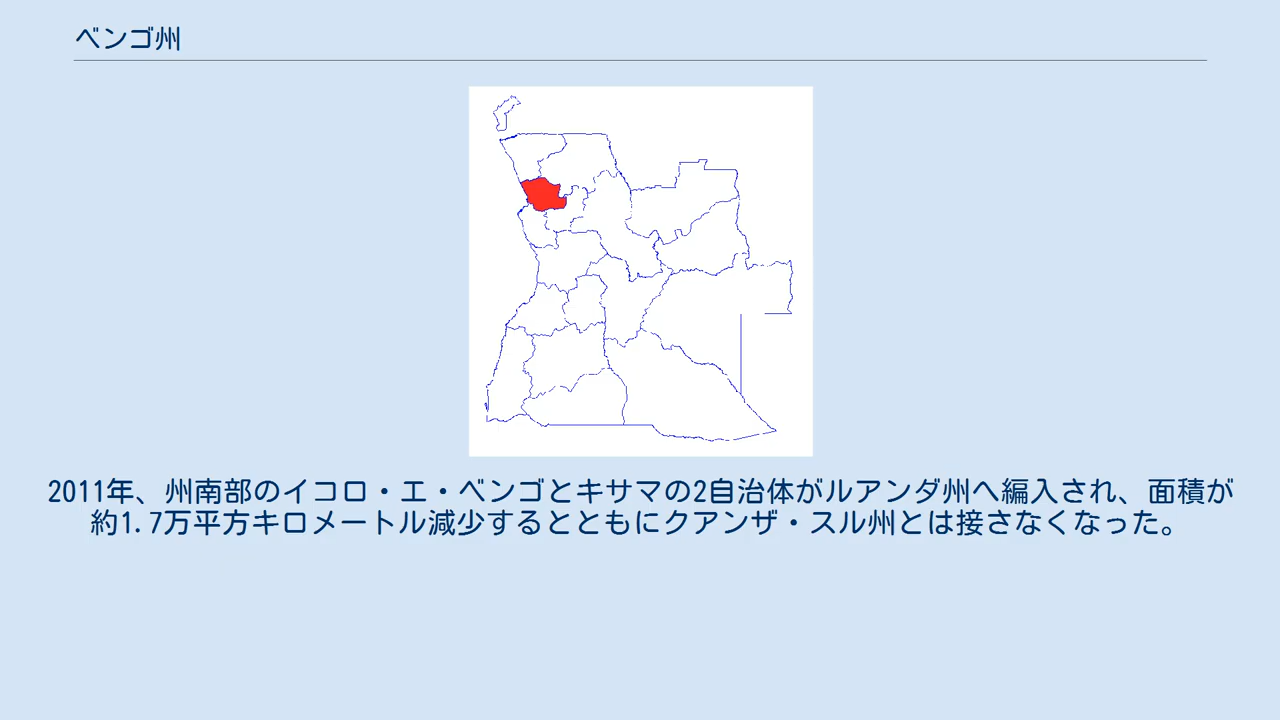 ベンゴ州
2011年、州南部のイコロ・エ・ベンゴとキサマの2自治体がルアンダ州へ編入され、面積が
約1.7万平方キロメートル減少するとともにクアンザ・スル州とは接さなくなった。